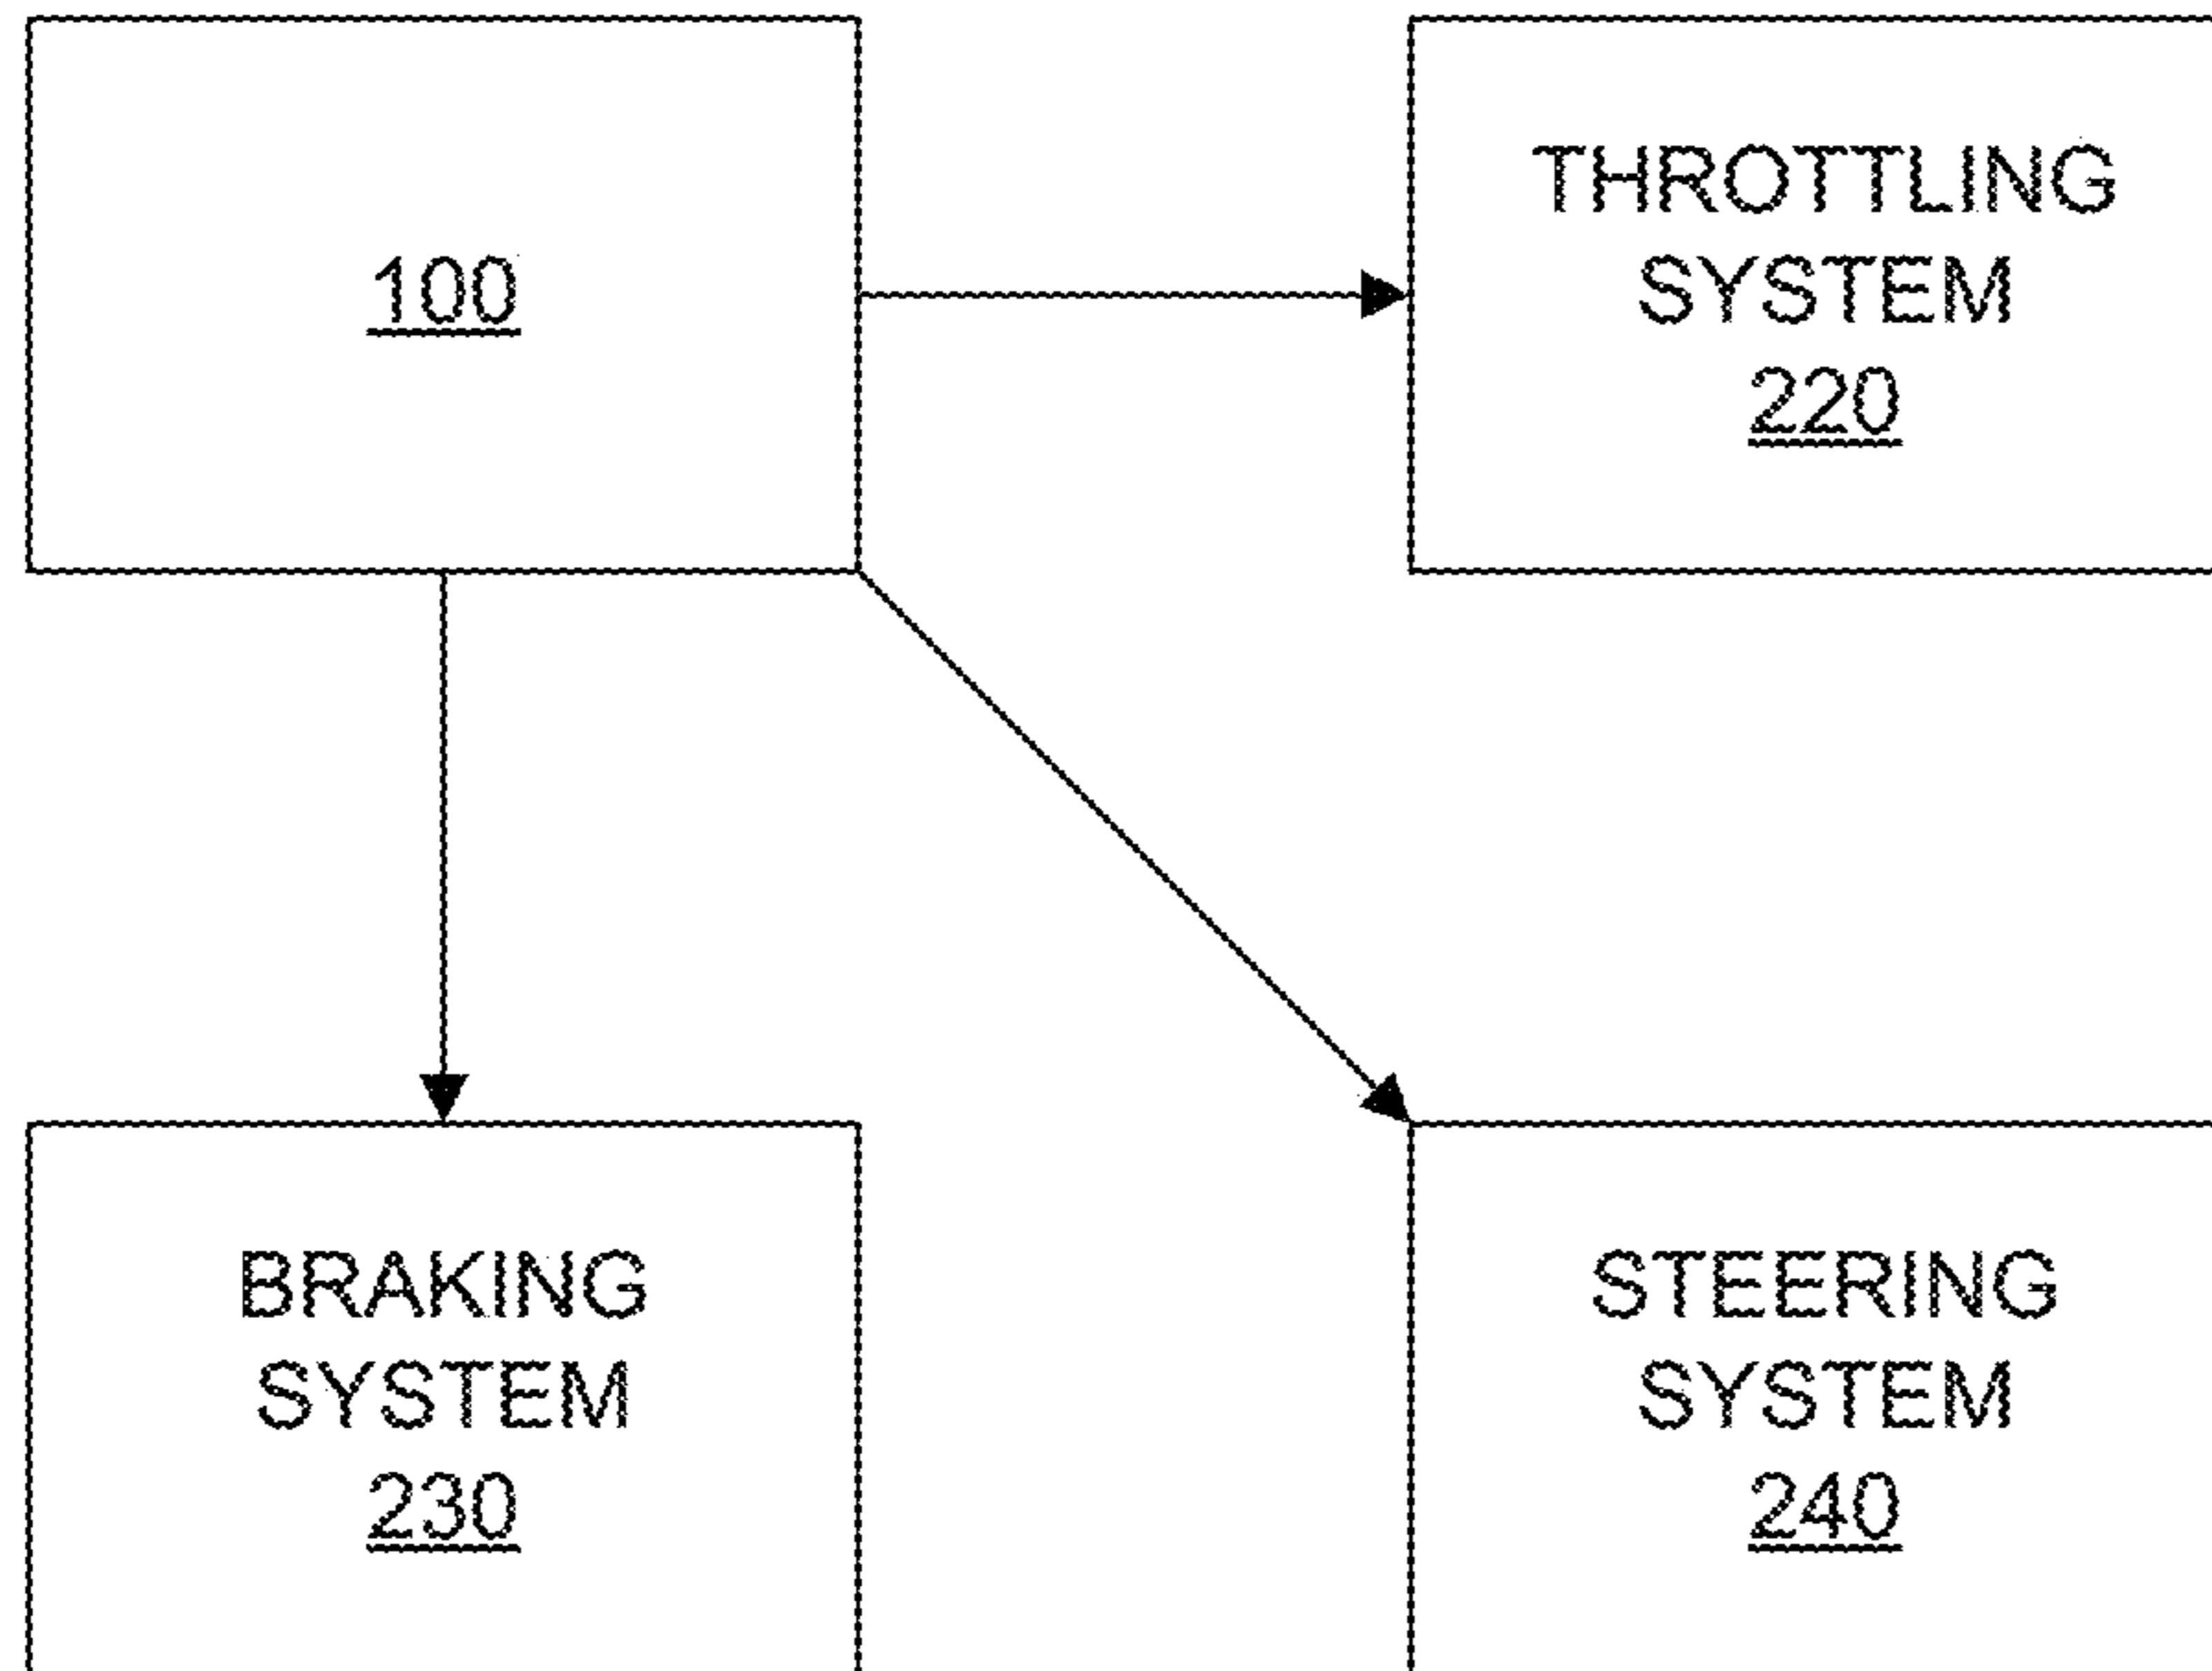 100
THROTTLING
SYSTEM
220
BRAKING
SYSTEM
230
STEERING
SYSTEM
240